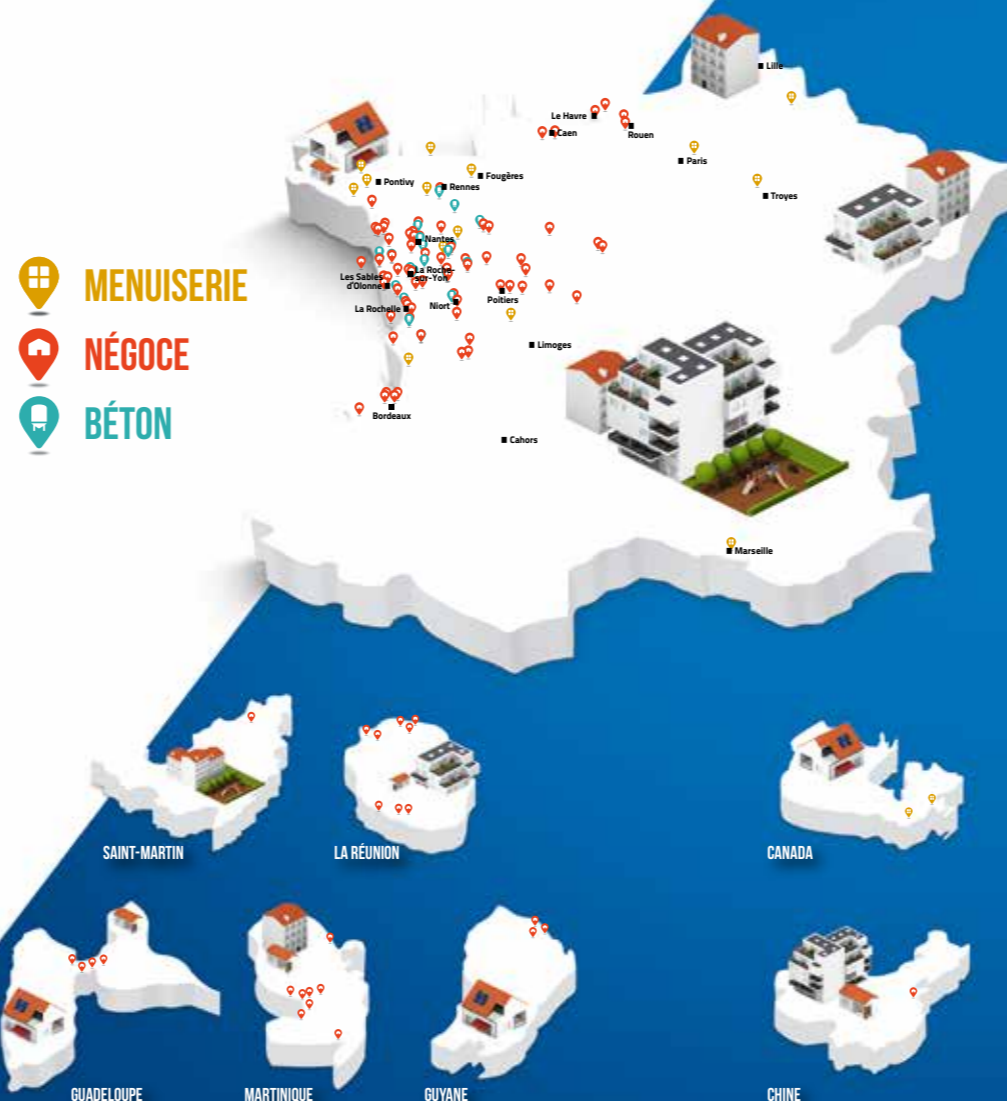 Lille
Le Havre
Caen
Rouen
Paris
Fougères
Pontivy
Rennes
Troyes
Nantes
MENUISERIE
La Roche-
sur-Yon
Les Sables
d'Olonne
Poitiers
Niort
La Rochelle
NÉGOCE
Limoges
Bordeaux
BÉTON
Cahors
Marseille
SAINT-MARTIN
LA RÉUNION
CANADA
GUADELOUPE
MARTINIQUE
GUYANE
CHINE